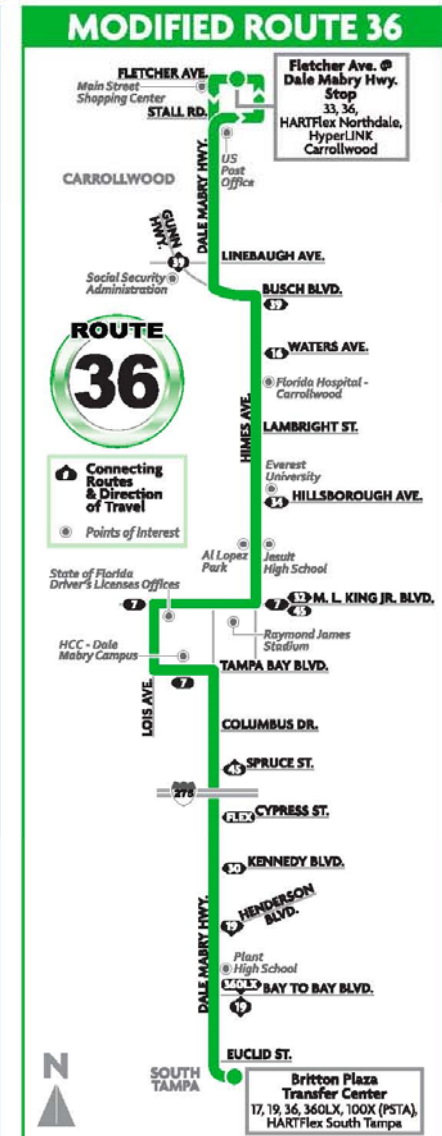 MODIFIED ROUTE 36
FLETCHER AVE.
Main Street
Shopping Center
STALL RD.
Fletcher Ave. @
Dale Mabry Hwy.
Stop
33, 36,
HARTFlex Northdale,
HyperLINK
Carrollwood
US
Post
Office
CARROLLWOOD
DALE MABRY HWY.
GUNN
HWY.
39
LINEBAUGH AVE.
Social Security
Administration
BUSCH BLVD.
39
ROUTE
36
16 WATERS AVE.
Florida Hospital -
Carrollwood
HIMES AVE.
LAMBRIGHT ST.
Connecting
Routes
& Direction
of Travel
Points of Interest
Everest
University
34 HILLSBOROUGH AVE.
Al Lopez
Park
Jesuit
High School
State of Florida
Driver's Licenses Offices
7
7
32 M. L. KING JR. BLVD.
45
Raymond James
Stadium
HCC - Dale
Mabry Campus
TAMPA BAY BLVD.
7
LOIS AVE.
COLUMBUS DR.
45 SPRUCE ST.
275
FLEX CYPRESS ST.
30 KENNEDY BLVD.
19 HENDERSON
BLVD.
DALE MABRY HWY.
Plant
High School
360LX BAY TO BAY BLVD.
19
EUCLID ST.
N
SOUTH
TAMPA
Britton Plaza
Transfer Center
17, 19, 36, 360LX, 100X (PSTA),
HARTFlex South Tampa